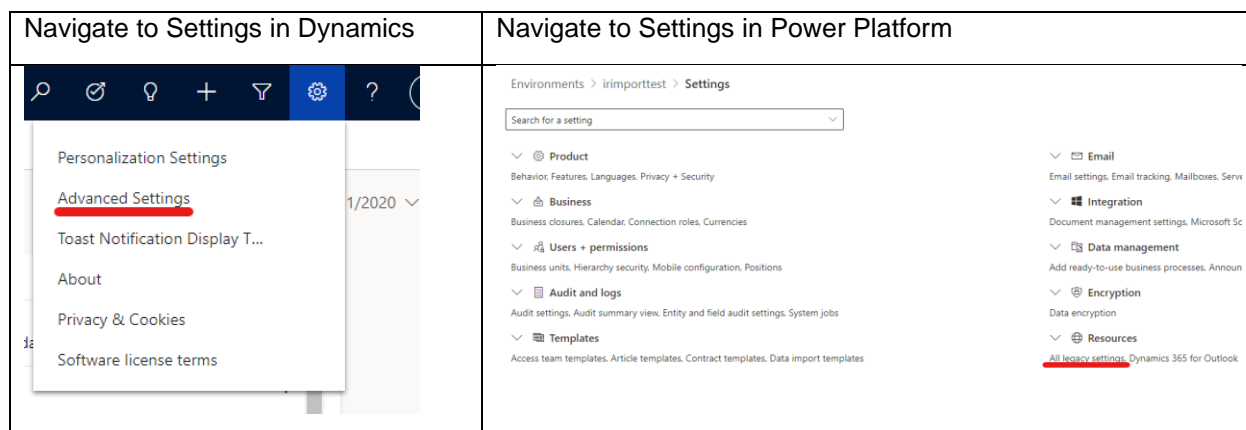 Navigate to Settings in Dynamics
Navigate to Settings in Power Platform
Personalization Settings
Advanced Settings
Toast Notification Display T...
About
Privacy & Cookies
Software license terms
1/2020
Environments > irimporttest > Settings
Search for a setting
Product
Behavior, Features, Languages, Privacy + Security
Business
Business closures, Calendar, Connection roles, Currencies
Users + permissions
Business units, Hierarchy security, Mobile configuration, Positions
Audit and logs
Audit settings, Audit summary view, Entity and field audit settings, System jobs
Templates
Access team templates, Article templates, Contract templates, Data import templates
Email
Email settings, Email tracking, Mailboxes, Serve
Integration
Document management settings, Microsoft Sc
Data management
Add ready-to-use business processes, Announ
Encryption
Data encryption
Resources
All legacy settings, Dynamics 365 for Outlook